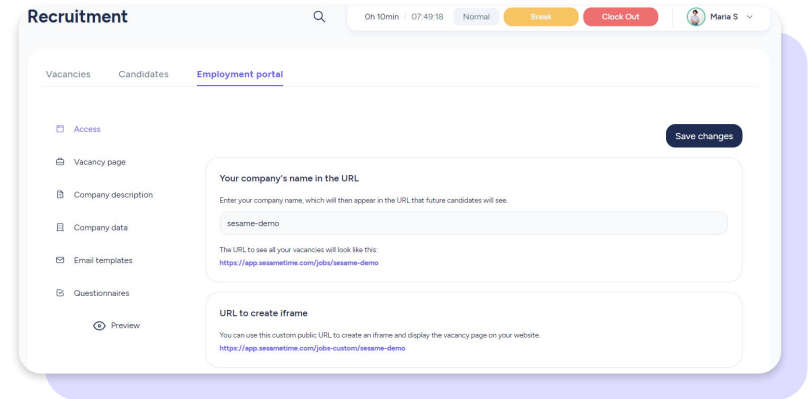 Recruitment
0h 10min / 07:49:18 Normal Break Clock Out Maria S
Vacancies Candidates Employment portal
Access
Save changes
Vacancy page
Company description
Company data
Email templates
Questionnaires
Preview
Your company's name in the URL
Enter your company name, which will then appear in the URL that future candidates will see.
sesame-demo
The URL to see all your vacancies will look like this:
https://app.sesametime.com/jobs/sesame-demo
URL to create iframe
You can use this custom public URL to create an iframe and display the vacancy page on your website.
https://app.sesametime.com/jobs-custom/sesame-demo